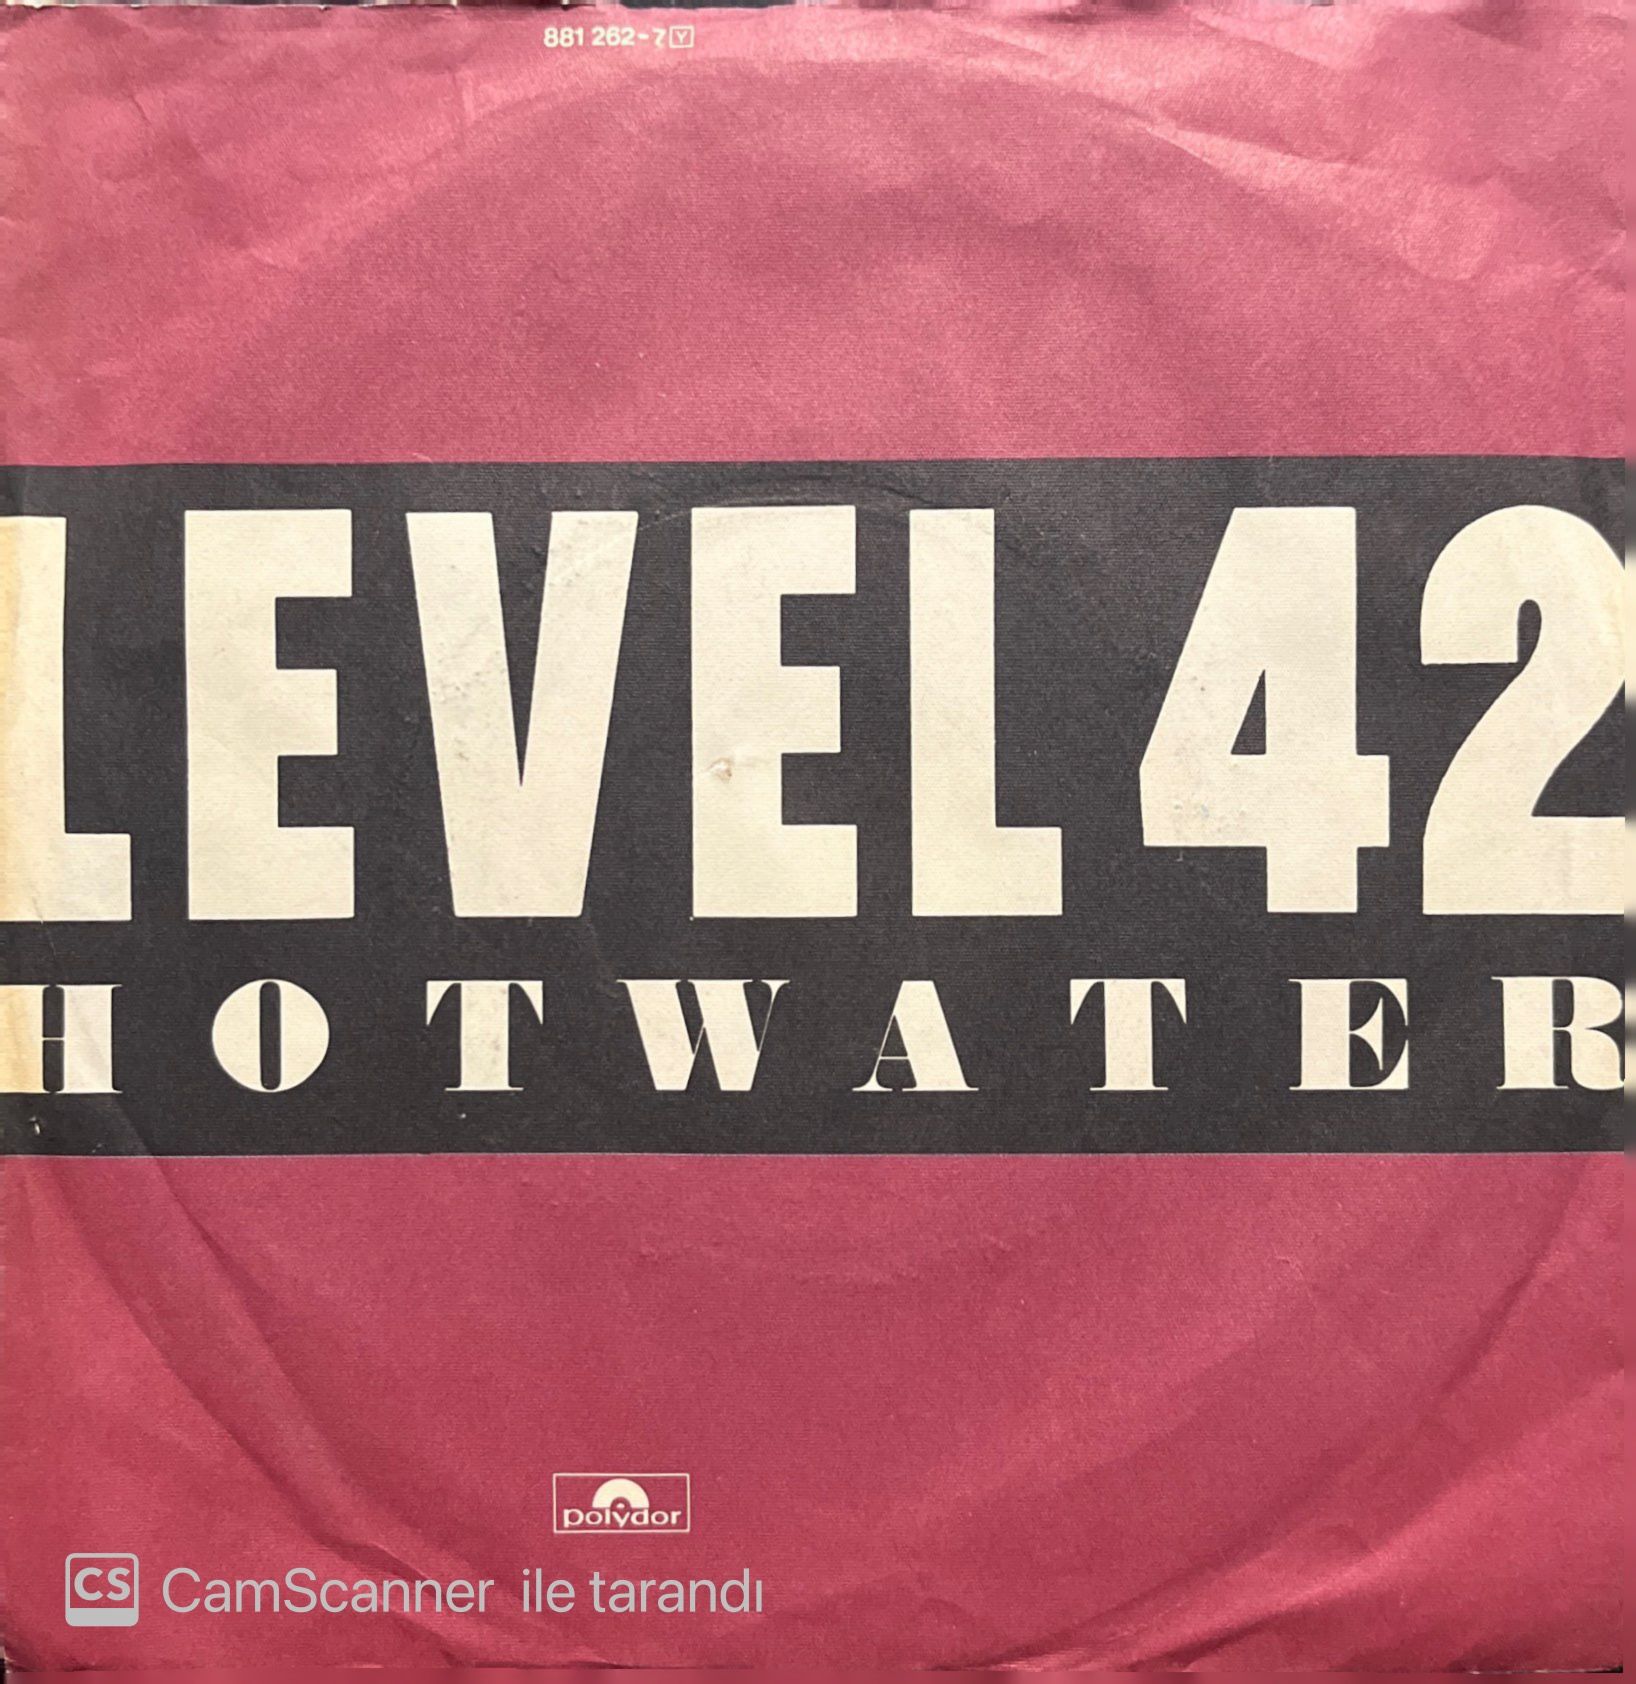 881 262-7 Y
LEVEL 42
HOTWATER
polydor
CS CamScanner ile tarandı